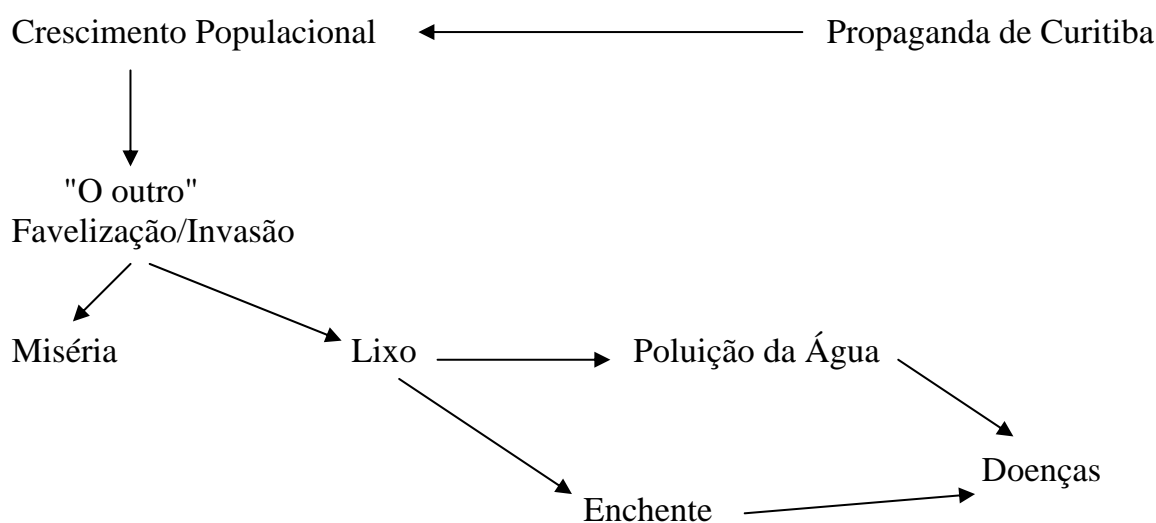 Crescimento Populacional
Propaganda de Curitiba
"O outro"
Favelização/Invasão
Miséria
Lixo
Poluição da Água
Doenças
Enchente